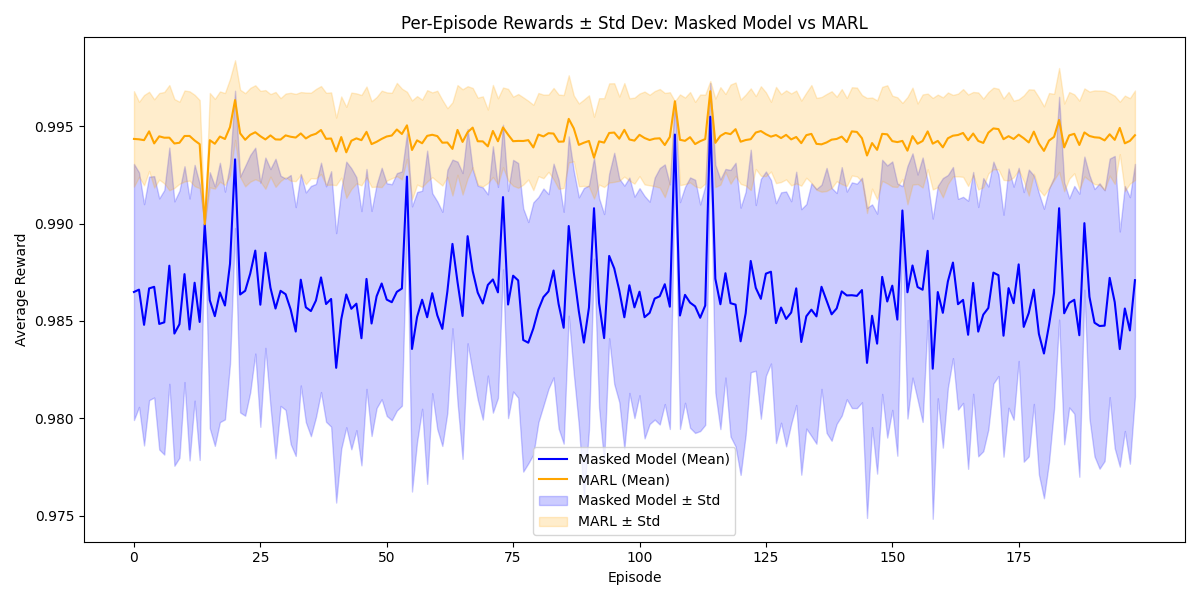 Per-Episode Rewards ± Std Dev: Masked Model vs MARL
Average Reward
0.995
0.990
0.985
0.980
0.975
Masked Model (Mean)
MARL (Mean)
Masked Model ± Std
MARL ± Std
0 25 50 75 100 125 150 175
Episode